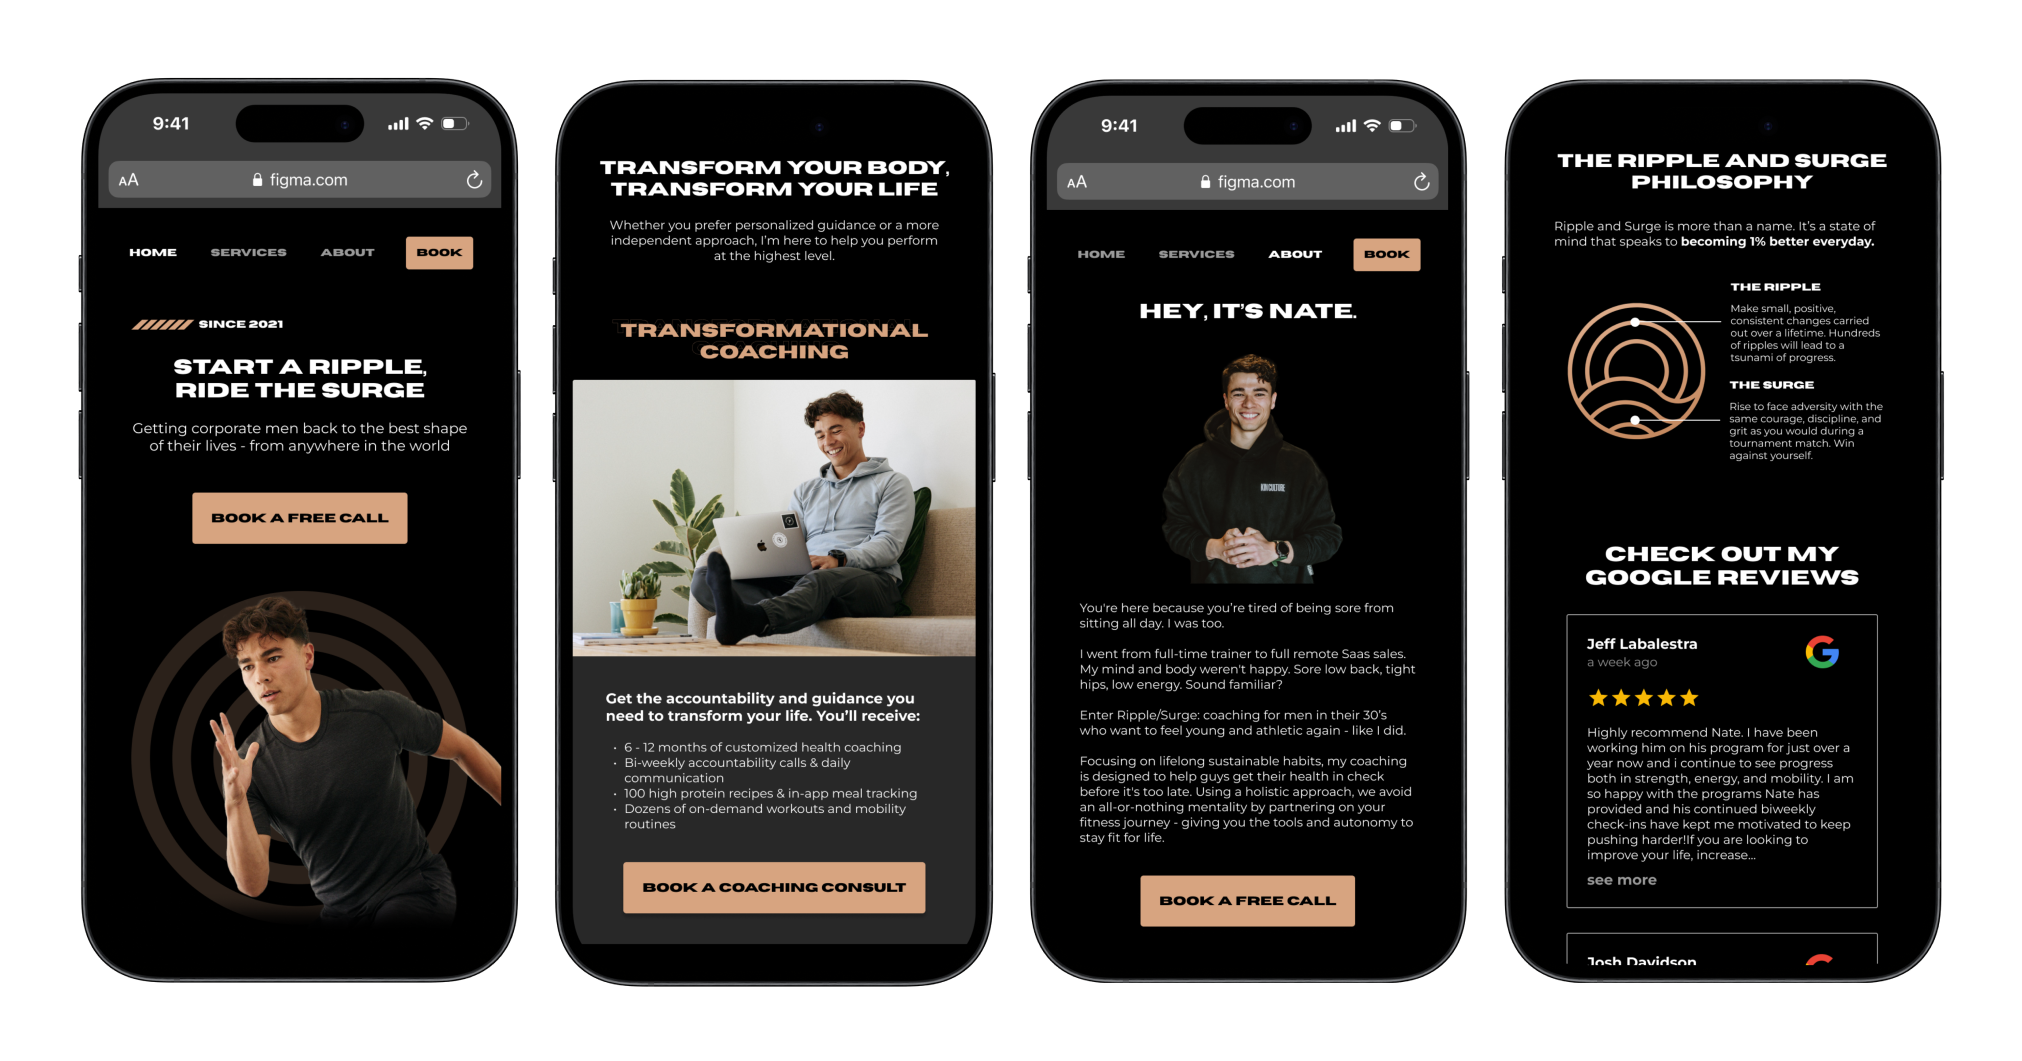 9:41
AA
figma.com
HOME
SERVICES
ABOUT
BOOK
SINCE 2021
START A RIPPLE,
RIDE THE SURGE
Getting corporate men back to the best shape
of their lives - from anywhere in the world
BOOK A FREE CALL
TRANSFORM YOUR BODY,
TRANSFORM YOUR LIFE
Whether you prefer personalized guidance or a more
independent approach, I'm here to help you perform
at the highest level.
TRANSFORMATIONAL
COACHING
Get the accountability and guidance you
need to transform your life. You'll receive:
• 6 - 12 months of customized health coaching
• Bi-weekly accountability calls & daily
communication
• 100 high protein recipes & in-app meal tracking
• Dozens of on-demand workouts and mobility
routines
BOOK A COACHING CONSULT
9:41
AA
figma.com
HOME
SERVICES
ABOUT
BOOK
HEY, IT'S NATE.
KIN CULTURE
You're here because you're tired of being sore from
sitting all day. I was too.
I went from full-time trainer to full remote Saas sales.
My mind and body weren't happy. Sore low back, tight
hips, low energy. Sound familiar?
Enter Ripple/Surge: coaching for men in their 30's
who want to feel young and athletic again - like I did.
Focusing on lifelong sustainable habits, my coaching
is designed to help guys get their health in check
before it's too late. Using a holistic approach, we avoid
an all-or-nothing mentality by partnering on your
fitness journey - giving you the tools and autonomy to
stay fit for life.
BOOK A FREE CALL
THE RIPPLE AND SURGE
PHILOSOPHY
Ripple and Surge is more than a name. It's a state of
mind that speaks to becoming 1% better everyday.
THE RIPPLE
Make small, positive,
consistent changes carried
out over a lifetime. Hundreds
of ripples will lead to a
tsunami of progress.
THE SURGE
Rise to face adversity with the
same courage, discipline, and
grit as you would during a
tournament match. Win
against yourself.
CHECK OUT MY
GOOGLE REVIEWS
Jeff Labalestra
a week ago
Highly recommend Nate. I have been
working him on his program for just over a
year now and i continue to see progress
both in strength, energy, and mobility. I am
so happy with the programs Nate has
provided and his continued biweekly
check-ins have kept me motivated to keep
pushing harder!If you are looking to
improve your life, increase...
see more
Josh Davidson